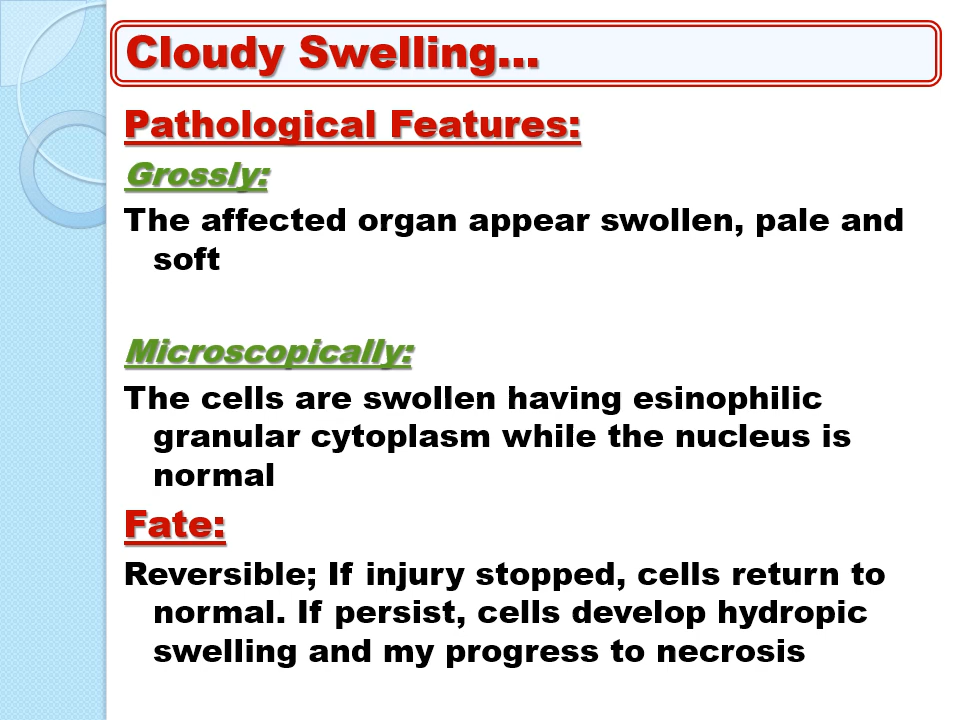 Cloudy Swelling...
Pathological Features:
Grossly:
The affected organ appear swollen, pale and
soft
Microscopically:
The cells are swollen having esinophilic
granular cytoplasm while the nucleus is
normal
Fate:
Reversible; If injury stopped, cells return to
normal. If persist, cells develop hydropic
swelling and my progress to necrosis